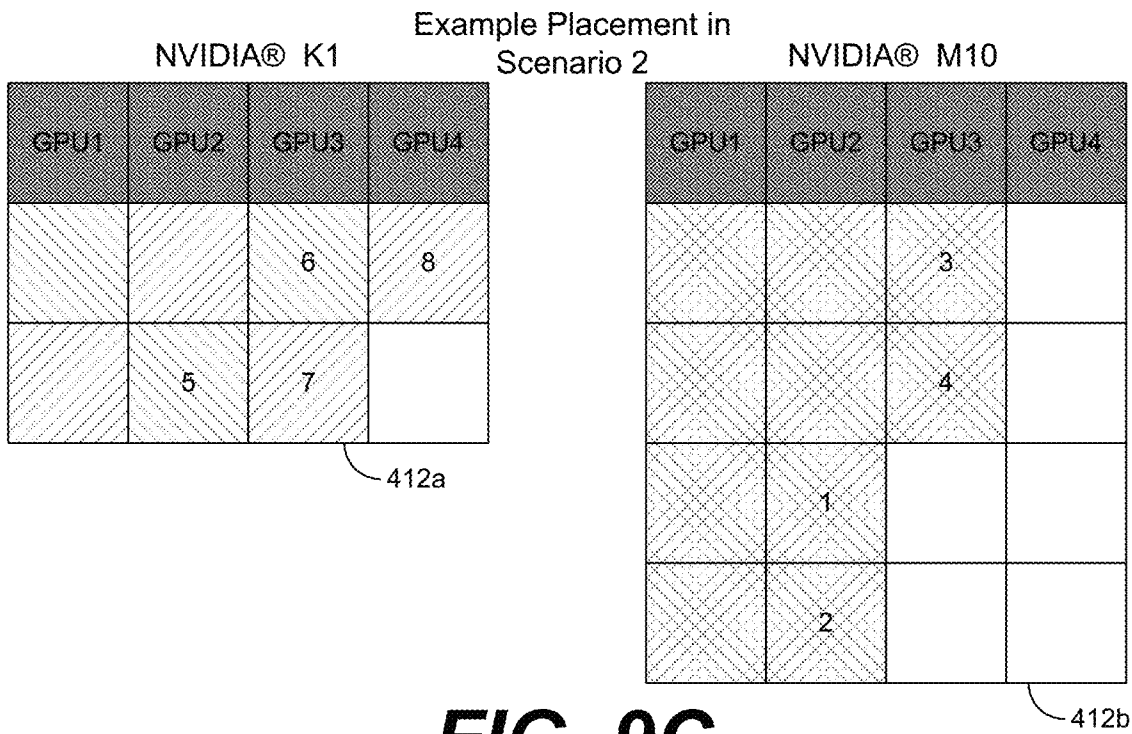 Example Placement in
Scenario 2
NVIDIA® K1
NVIDIA® M10
GPU1 GPU2 GPU3 GPU4
6 8
5 7
412a
GPU1 GPU2 GPU3 GPU4
3
4
1
2
412b